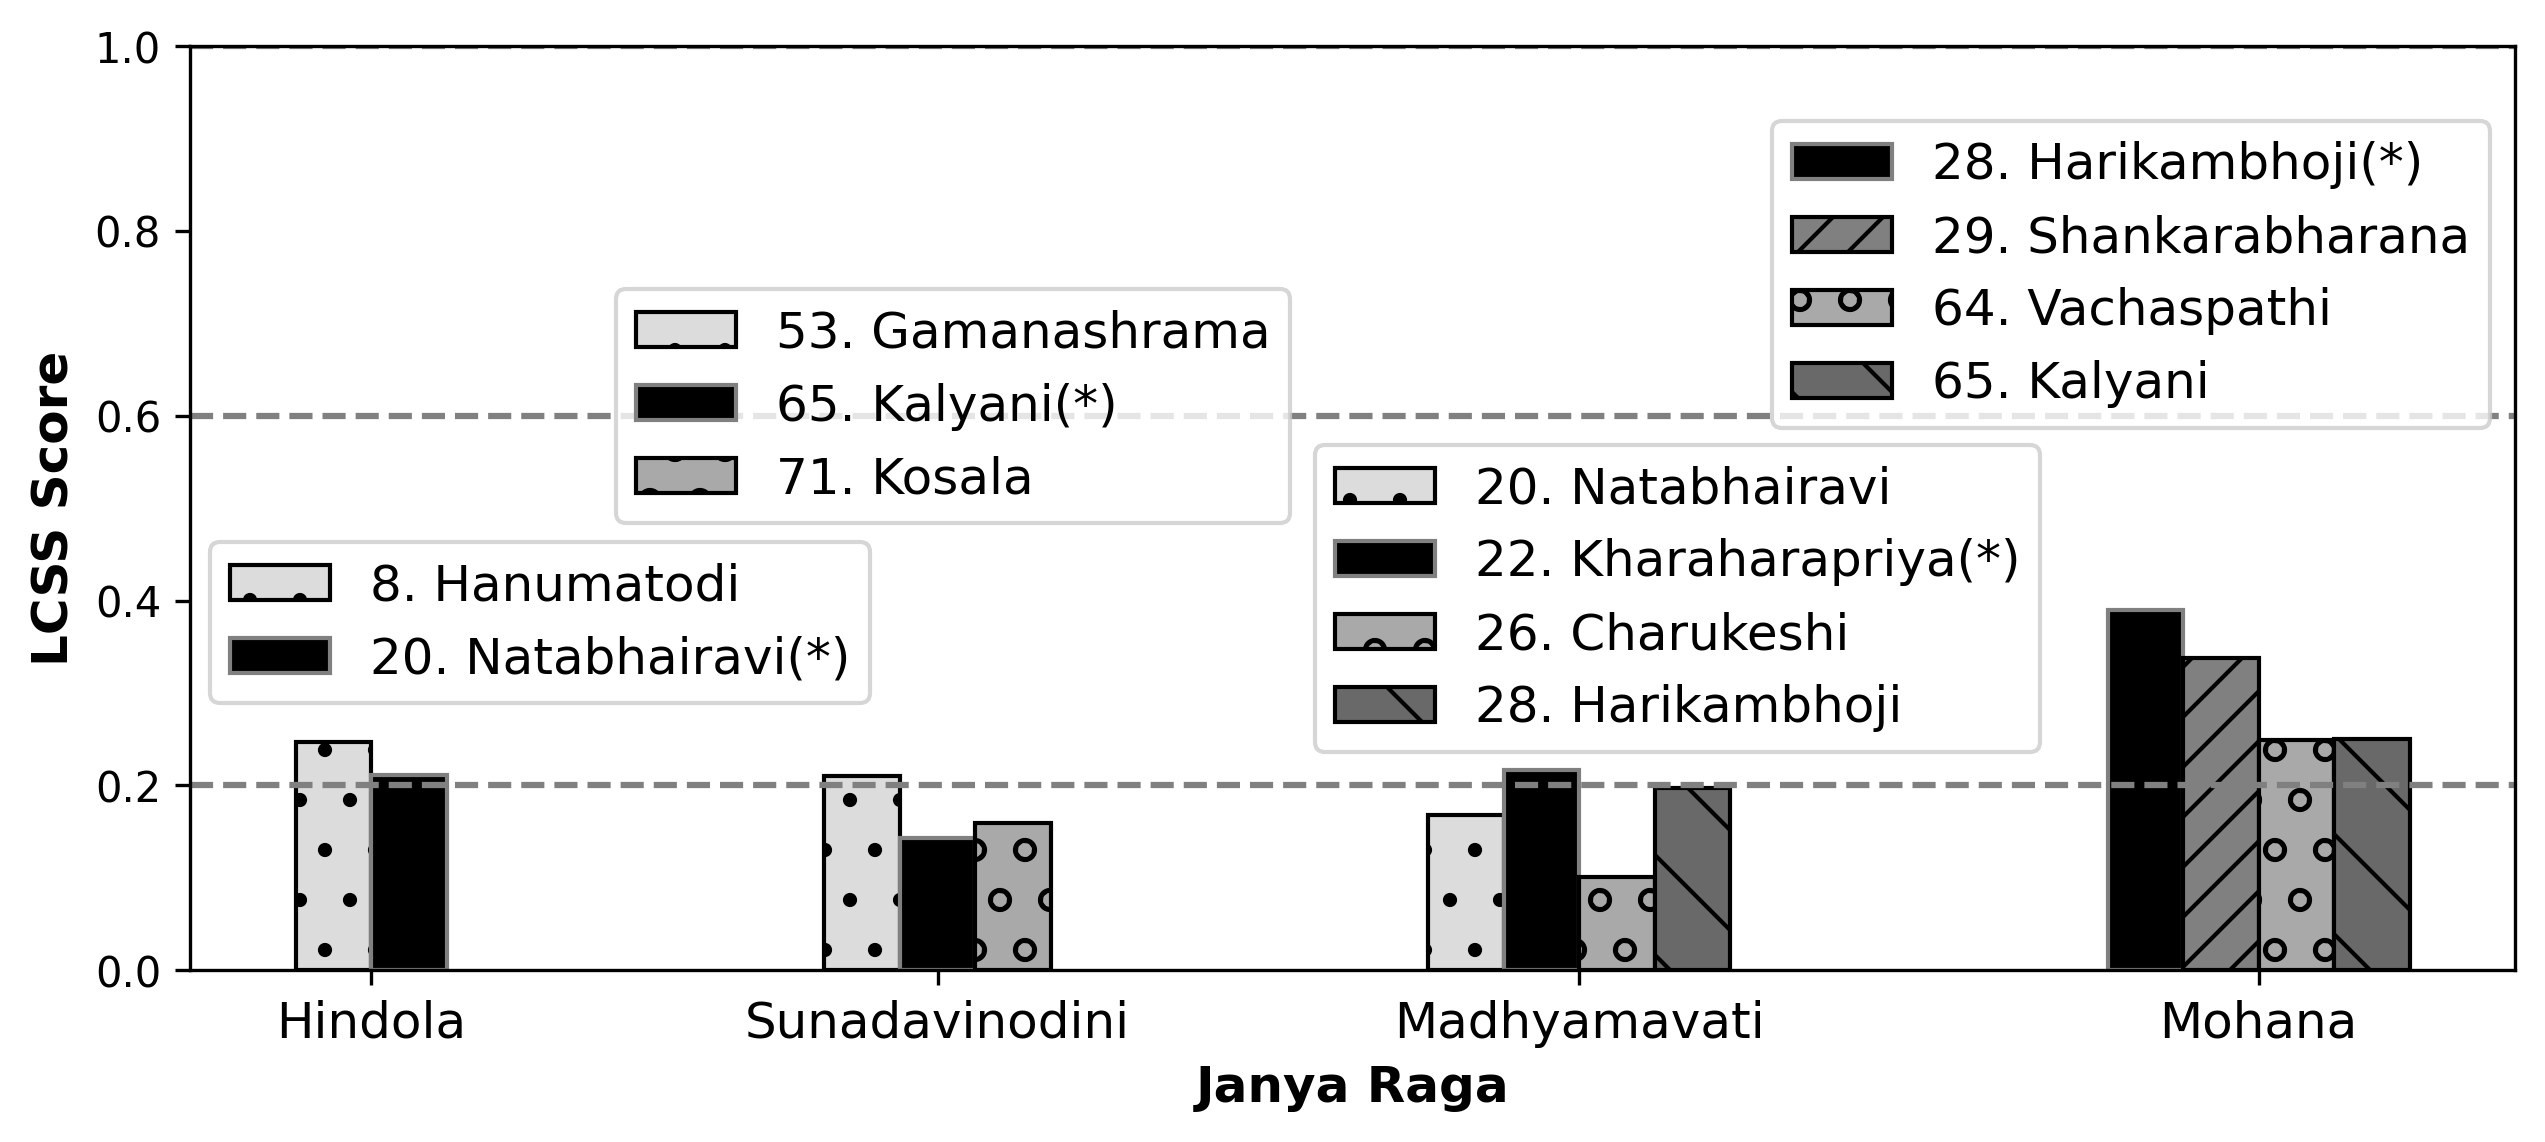 1.0
0.8
0.6
0.4
0.2
0.0
LCSS Score
8. Hanumatodi
20. Natabhairavi(*)
53. Gamanashrama
65. Kalyani(*)
71. Kosala
20. Natabhairavi
22. Kharaharapriya(*)
26. Charukeshi
28. Harikambhoji
28. Harikambhoji(*)
29. Shankarabharana
64. Vachaspathi
65. Kalyani
Hindola
Sunadavinodini
Madhyamavati
Mohana
Janya Raga